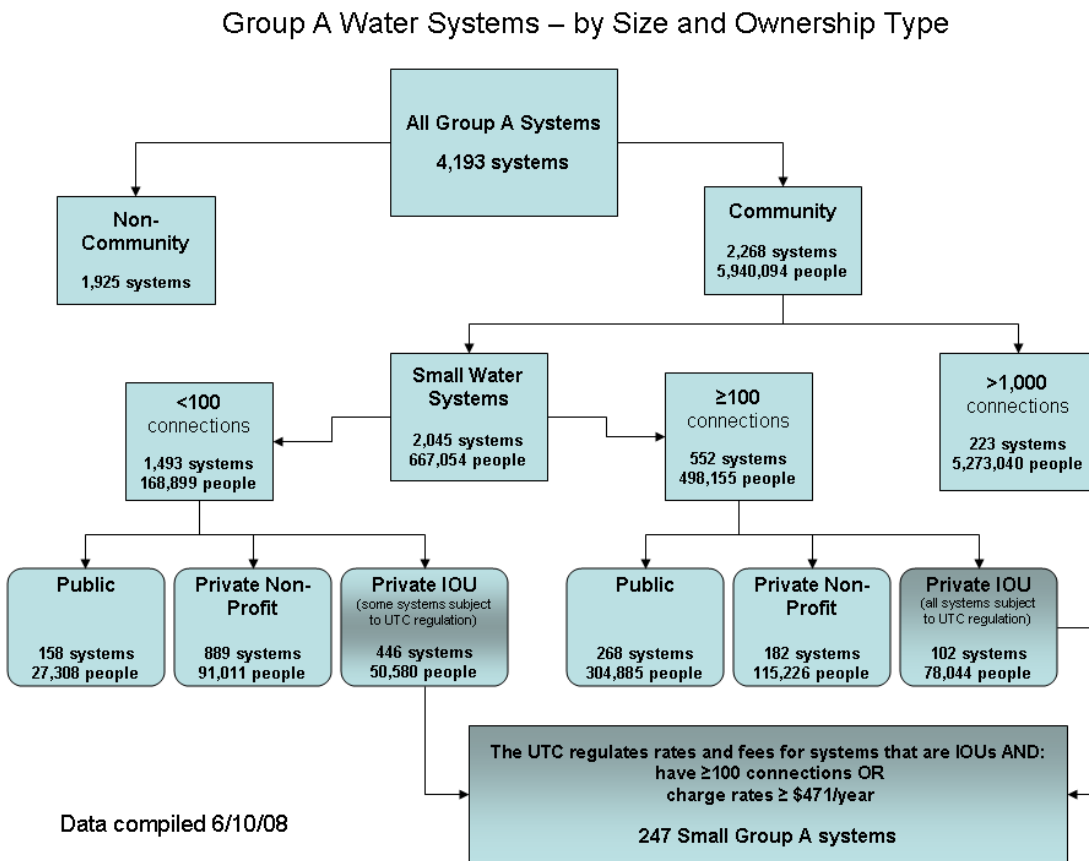 Group A Water Systems – by Size and Ownership Type
All Group A Systems
4,193 systems
Non-
Community
1,925 systems
Community
2,268 systems
5,940,094 people
Small Water
Systems
2,045 systems
667,054 people
<100
connections
1,493 systems
168,899 people
≥100
connections
552 systems
498,155 people
>1,000
connections
223 systems
5,273,040 people
Public
158 systems
27,308 people
Private Non-
Profit
889 systems
91,011 people
Private IOU
(some systems subject
to UTC regulation)
446 systems
50,580 people
Public
268 systems
304,885 people
Private Non-
Profit
182 systems
115,226 people
Private IOU
(all systems subject
to UTC regulation)
102 systems
78,044 people
The UTC regulates rates and fees for systems that are IOUs AND:
have ≥100 connections OR
charge rates ≥ $471/year
247 Small Group A systems
Data compiled 6/10/08